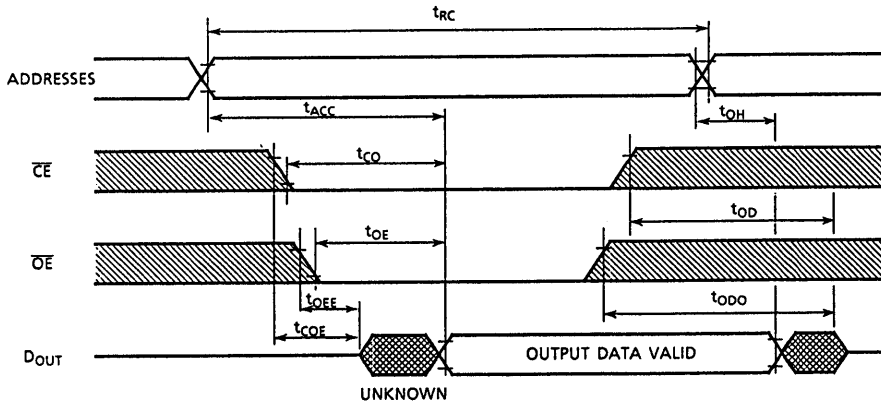 tRC
ADDRESSES
tACC
tOH
CE
tCO
tOD
OE
tOE
tOEE
tODO
tCOE
DOUT
OUTPUT DATA VALID
UNKNOWN